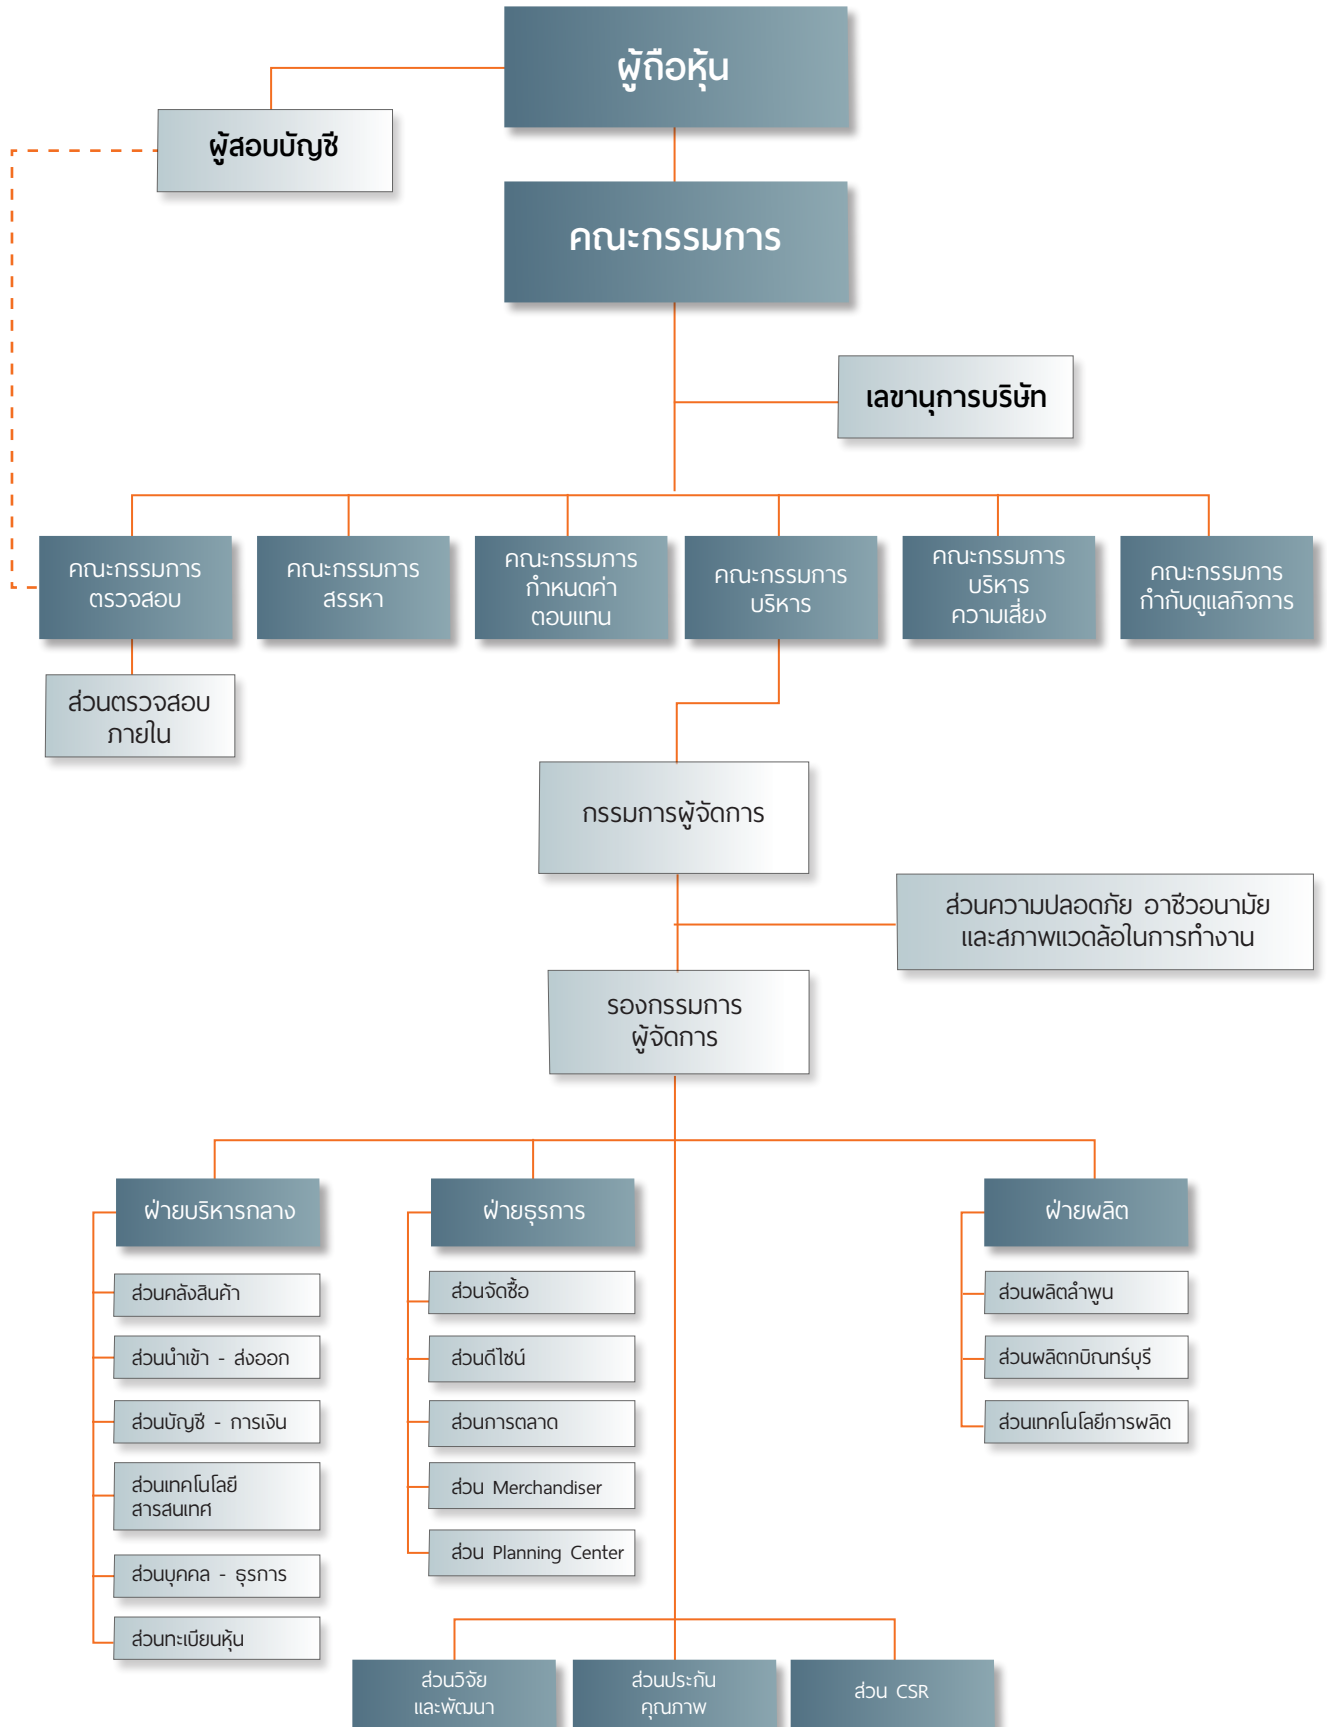 ผู้ถือหุ้น
ผู้สอบบัญชี
คณะกรรมการ
เลขานุการบริษัท
คณะกรรมการ
ตรวจสอบ
คณะกรรมการ
สรรหา
คณะกรรมการ
กำหนดค่า
ตอบแทน
คณะกรรมการ
บริหาร
คณะกรรมการ
บริหาร
ความเสี่ยง
คณะกรรมการ
กำกับดูแลกิจการ
ส่วนตรวจสอบ
ภายใน
กรรมการผู้จัดการ
ส่วนความปลอดภัย อาชีวอนามัย
และสภาพแวดล้อในการทำงาน
รองกรรมการ
ผู้จัดการ
ฝ่ายบริหารกลาง
ส่วนคลังสินค้า
ส่วนนำเข้า - ส่งออก
ส่วนบัญชี - การเงิน
ส่วนเทคโนโลยี
สารสนเทศ
ส่วนบุคคล - ธุรการ
ส่วนทะเบียนหุ้น
ฝ่ายธุรการ
ส่วนจัดซื้อ
ส่วนดีไซน์
ส่วนการตลาด
ส่วน Merchandiser
ส่วน Planning Center
ฝ่ายผลิต
ส่วนผลิตลำพูน
ส่วนผลิตกบิณทร์บุรี
ส่วนเทคโนโลยีการผลิต
ส่วนวิจัย
และพัฒนา
ส่วนประกัน
คุณภาพ
ส่วน CSR